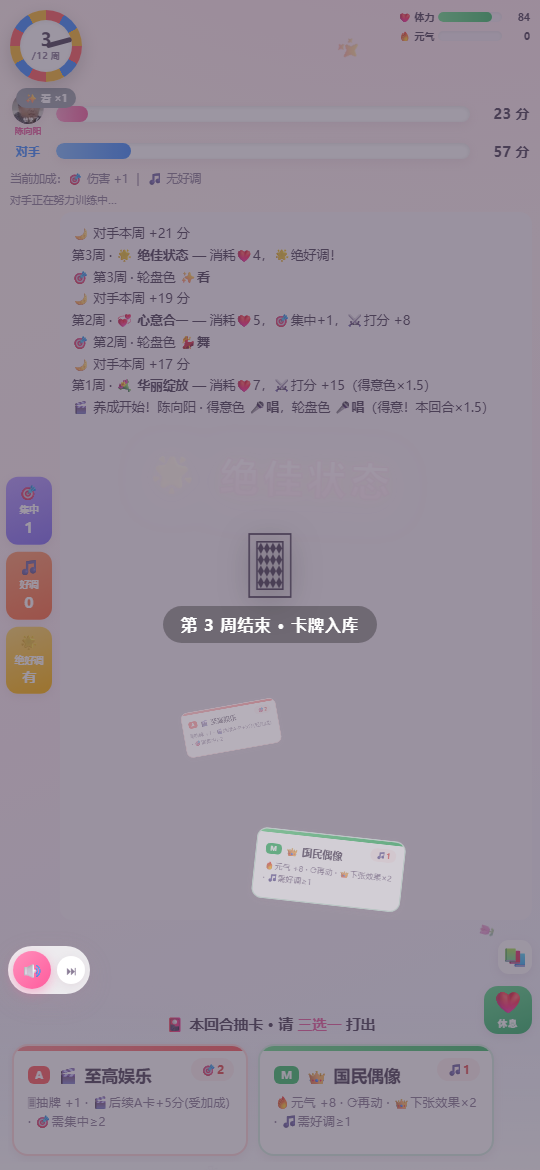 3
/12 周
❤️ 体力 84
🔥 元气 0
✨ 吞 ×1
陈向阳
23 分
对手
57 分
当前加成: 🎯 伤害 +1 | 🎵 无好调
对手正在努力训练中...
🌙 对手本周 +21 分
第3周 · 🌟 绝佳状态 — 消耗❤️4, 🌟绝好调!
🎯 第3周 · 轮盘色 ✨吞
🌙 对手本周 +19 分
第2周 · 💞 心意合一 — 消耗❤️5, 🎯集中+1, ⚔️打分 +8
🎯 第2周 · 轮盘色 💃舞
🌙 对手本周 +17 分
第1周 · 💐 华丽绽放 — 消耗❤️7, ⚔️打分 +15 (得意色×1.5)
🎬 养成开始! 陈向阳 · 得意色 🎤唱, 轮盘色 🎤唱 (得意! 本回合×1.5)
🌟 绝佳状态
集中
1
好调
0
绝好调
有
第 3 周结束 • 卡牌入库
A 🎬 至高娱乐
M 👑 国民偶像 🎵1
🔥元气 +8 · ⟳再动 · 👑下张效果×2
· 🎵需好调≥1
休息
🎴 本回合抽卡 • 请 三选一 打出
A 🎬 至高娱乐 🎯2
抽牌 +1 · 🎬后续A卡+5分(受加成)
· 🎯需集中≥2
M 👑 国民偶像 🎵1
🔥元气 +8 · ⟳再动 · 👑下张效果×2
· 🎵需好调≥1